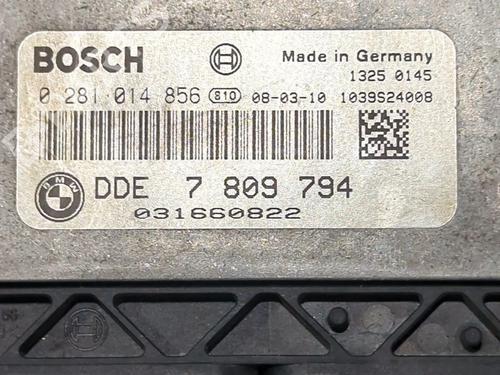 BOSCH Made in Germany
1325 0145
0 281 014 856 810 08-03-10 1039S24008
BMW DDE 7 809 794
031660822